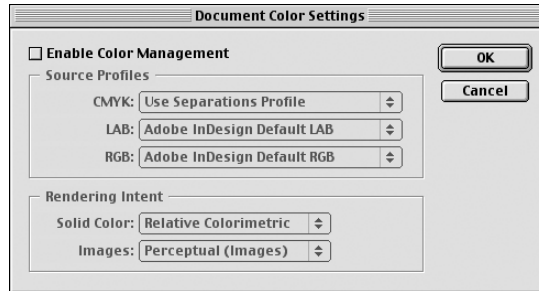 Document Color Settings
Enable Color Management
OK
Source Profiles
Cancel
CMYK: Use Separations Profile
LAB: Adobe InDesign Default LAB
RGB: Adobe InDesign Default RGB
Rendering Intent
Solid Color: Relative Colorimetric
Images: Perceptual (Images)